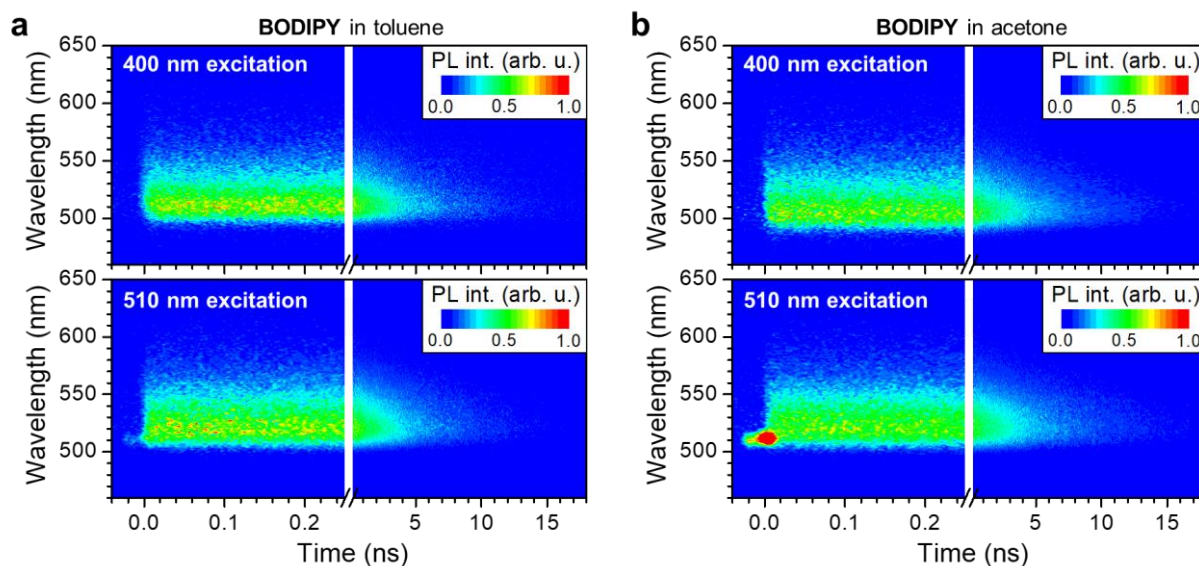 a
BODIPY in toluene
650
600
550
500
Wavelength (nm)
400 nm excitation
PL int. (arb. u.)
0.0 0.5 1.0
650
600
550
500
Wavelength (nm)
510 nm excitation
PL int. (arb. u.)
0.0 0.5 1.0
0.0 0.1 0.2 5 10 15
Time (ns)
b
BODIPY in acetone
650
600
550
500
Wavelength (nm)
400 nm excitation
PL int. (arb. u.)
0.0 0.5 1.0
650
600
550
500
Wavelength (nm)
510 nm excitation
PL int. (arb. u.)
0.0 0.5 1.0
0.0 0.1 0.2 5 10 15
Time (ns)